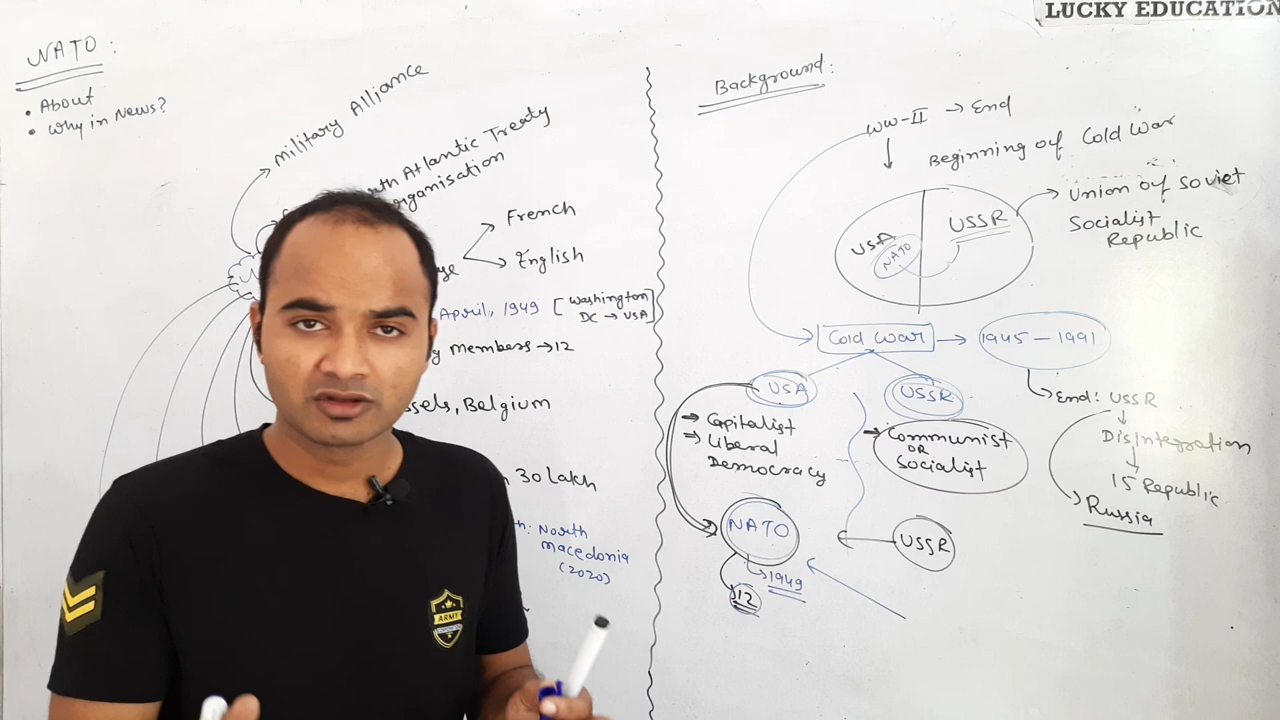 LUCKY EDUCATION
NATO:
• About
• Why in News?
Military Alliance
Atlantic Treaty
organisation
French
English
April, 1949 [Washington
DC → USA]
members → 12
Belgium
30 Lakh
North
Macedonia
(2020)
ARMY
Background:
WW-II → End
Beginning of Cold War
USA
NATO
USSR
Union of Soviet
Socialist
Republic
Cold War → 1945 – 1991
USA
→ Capitalist
→ Liberal
Democracy
USSR
→ Communist
OR
Socialist
End: USSR
Disintegration
15 Republic
Russia
NATO
1949
12
USSR